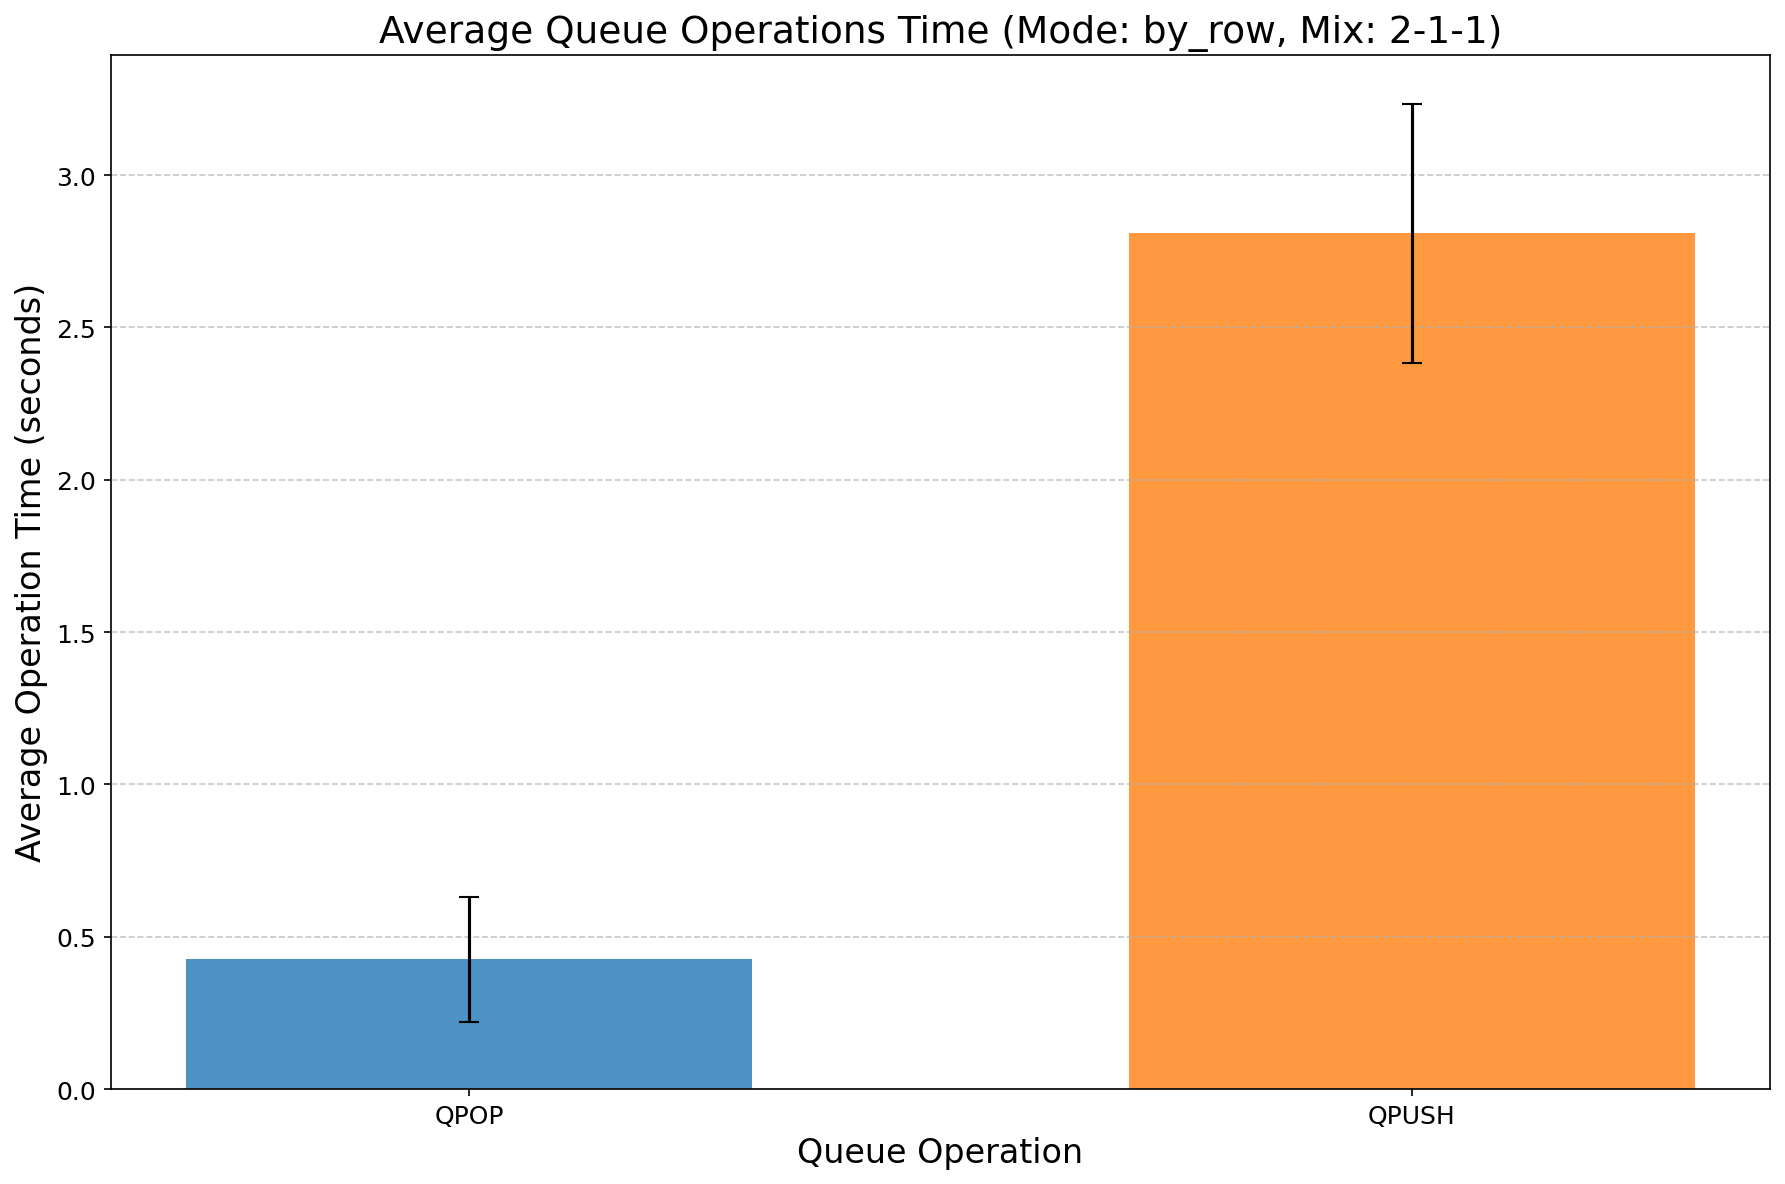 Average Queue Operations Time (Mode: by_row, Mix: 2-1-1)
Average Operation Time (seconds)
3.0
2.5
2.0
1.5
1.0
0.5
0.0
QPOP
QPUSH
Queue Operation